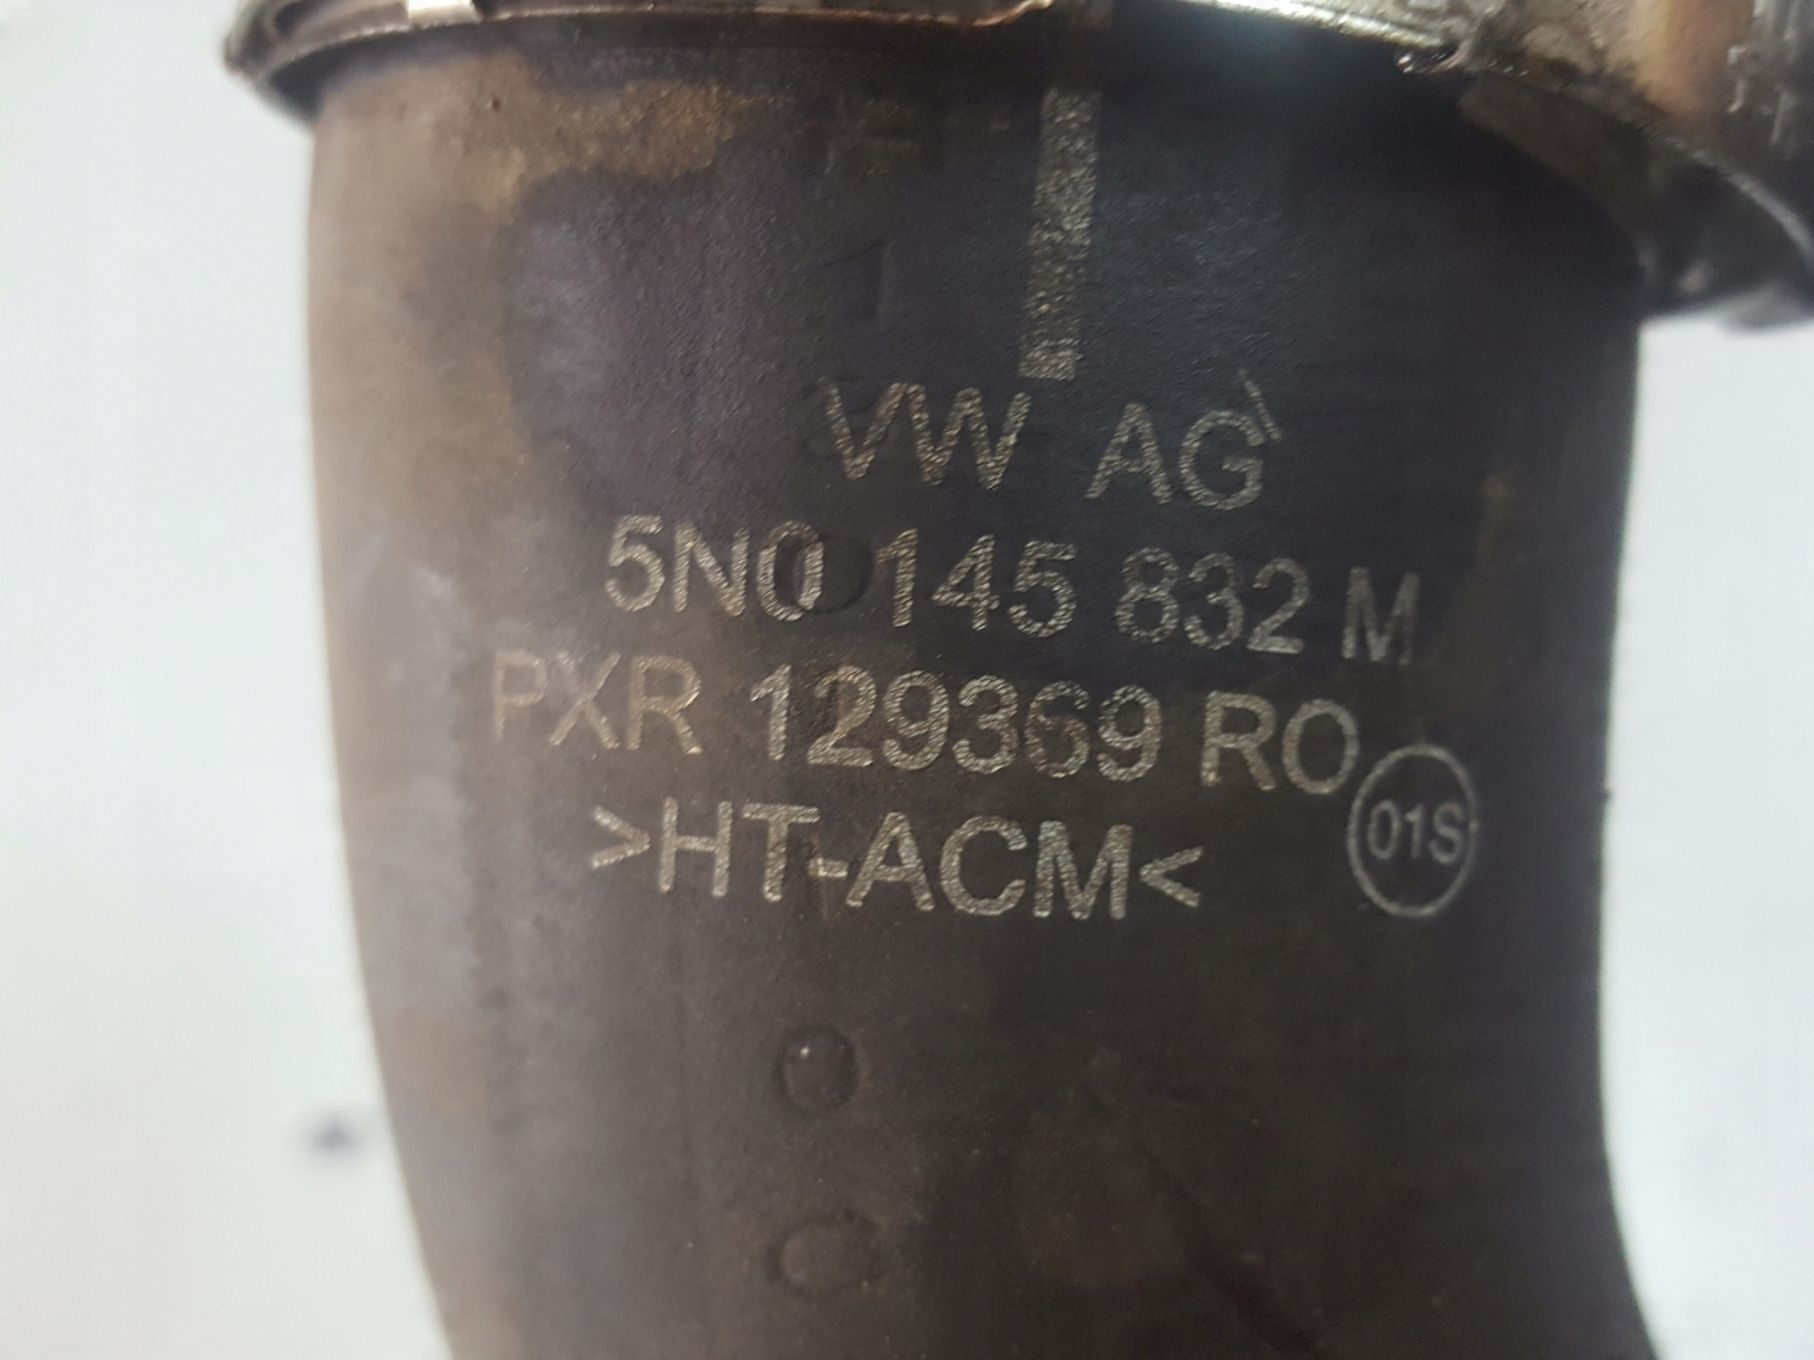 VW AG
5N0 145 832 M
PXR 129369 RO
01S
>HT-ACM<